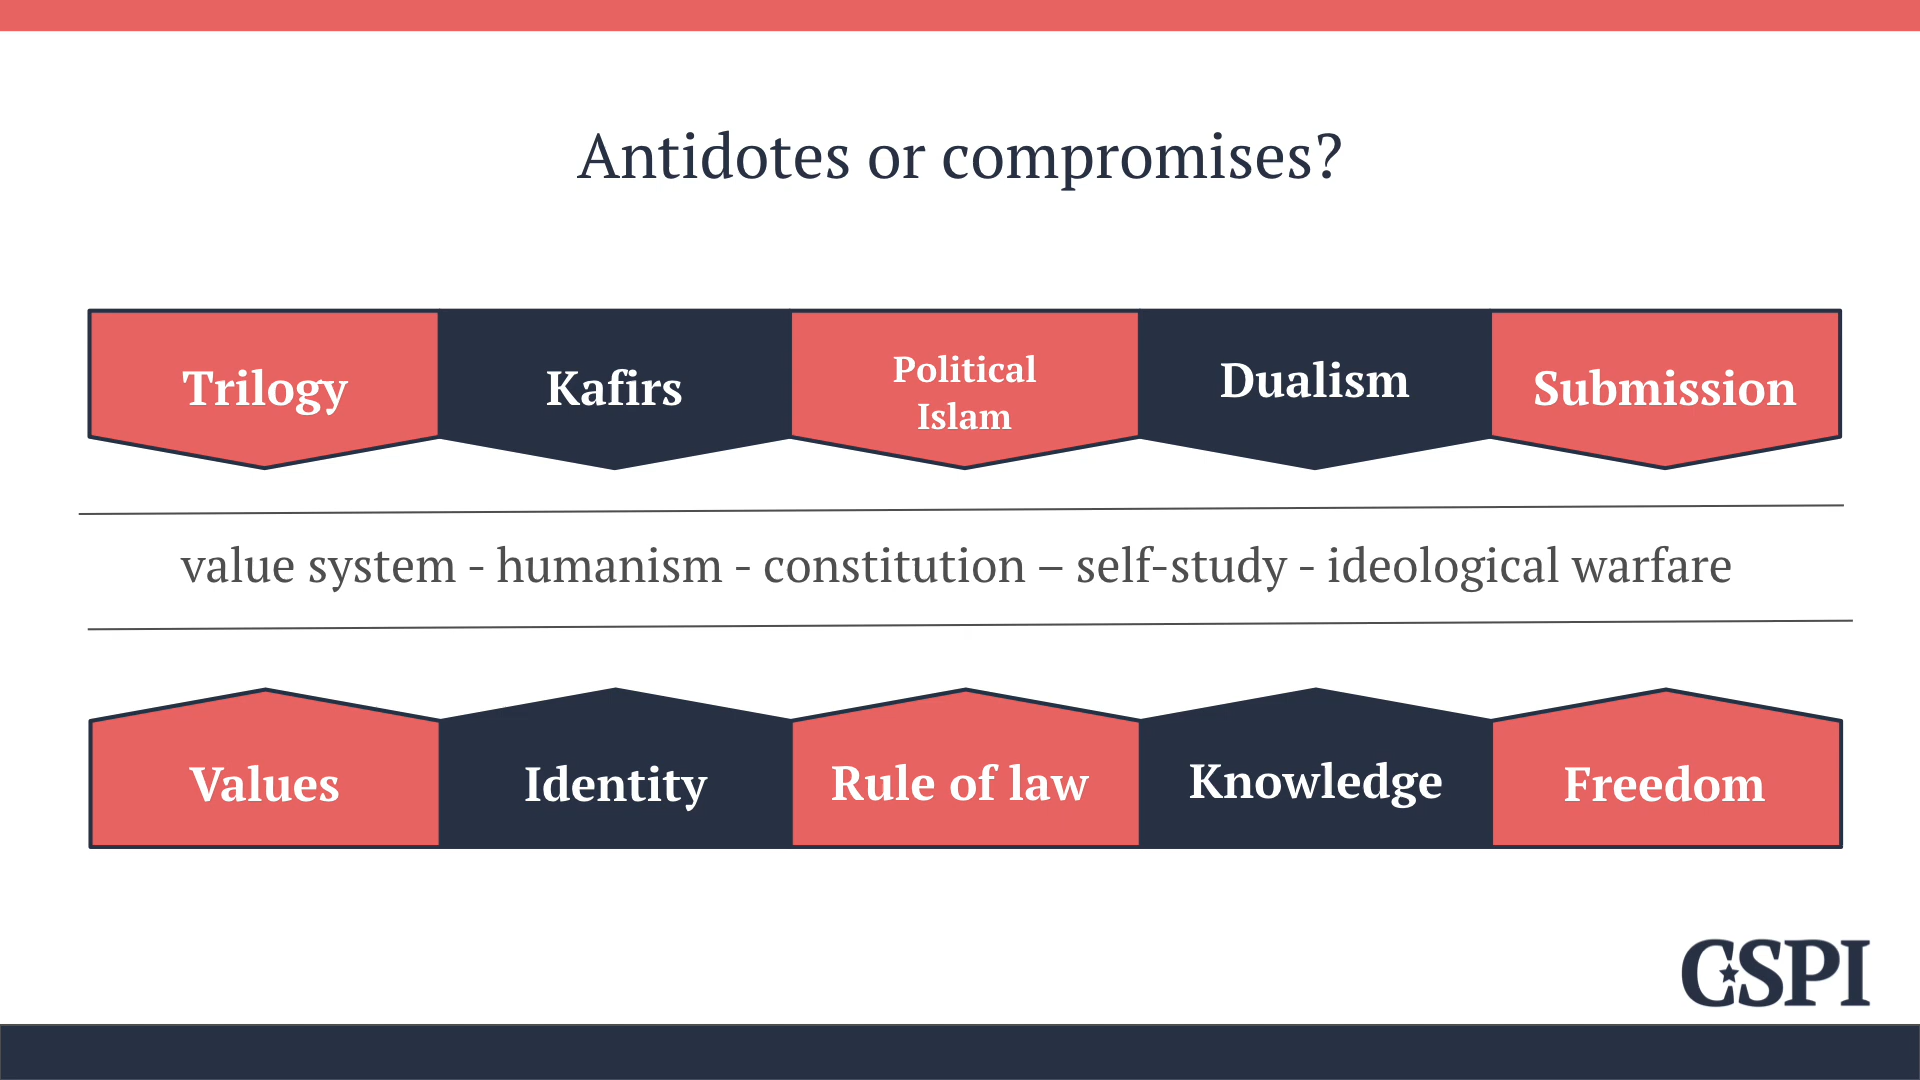 Antidotes or compromises?
Trilogy
Kafirs
Political
Islam
Dualism
Submission
value system - humanism - constitution – self-study - ideological warfare
Values
Identity
Rule of law
Knowledge
Freedom
CSPI